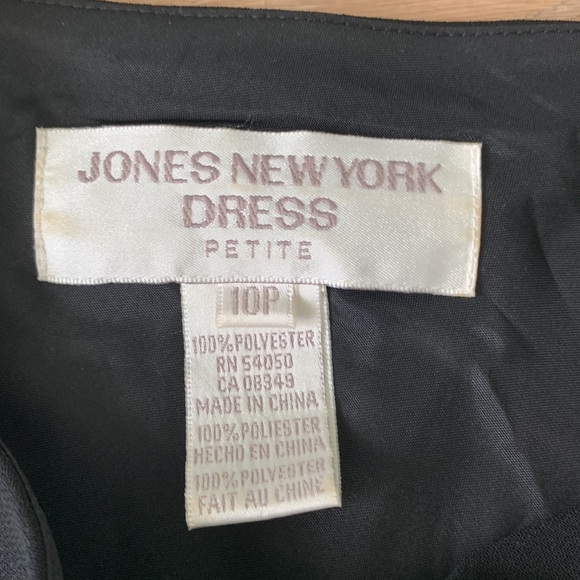 JONES NEW YORK
DRESS
PETITE
10P
100% POLYESTER
RN 54050
CA 08949
MADE IN CHINA
100% POLIESTER
HECHO EN CHINA
100% POLYESTER
FAIT AU CHINE